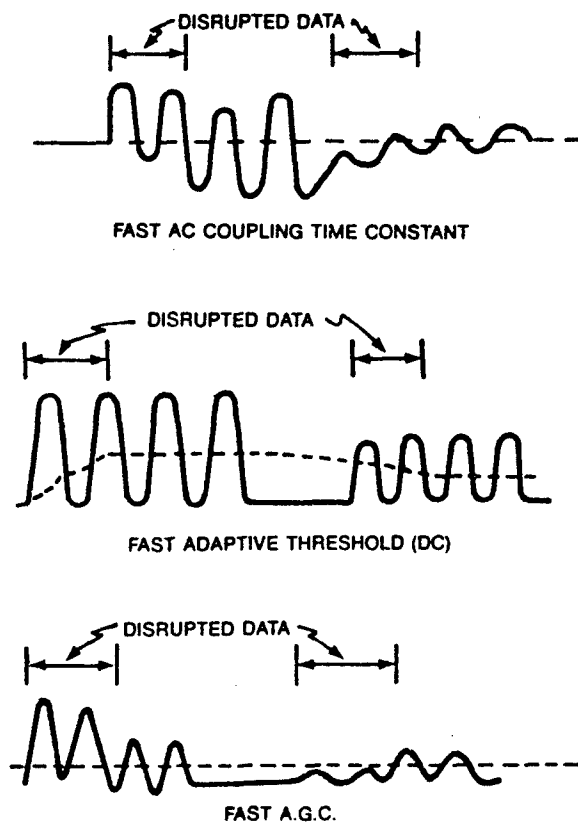 DISRUPTED DATA
FAST AC COUPLING TIME CONSTANT
DISRUPTED DATA
FAST ADAPTIVE THRESHOLD (DC)
DISRUPTED DATA
FAST A.G.C.